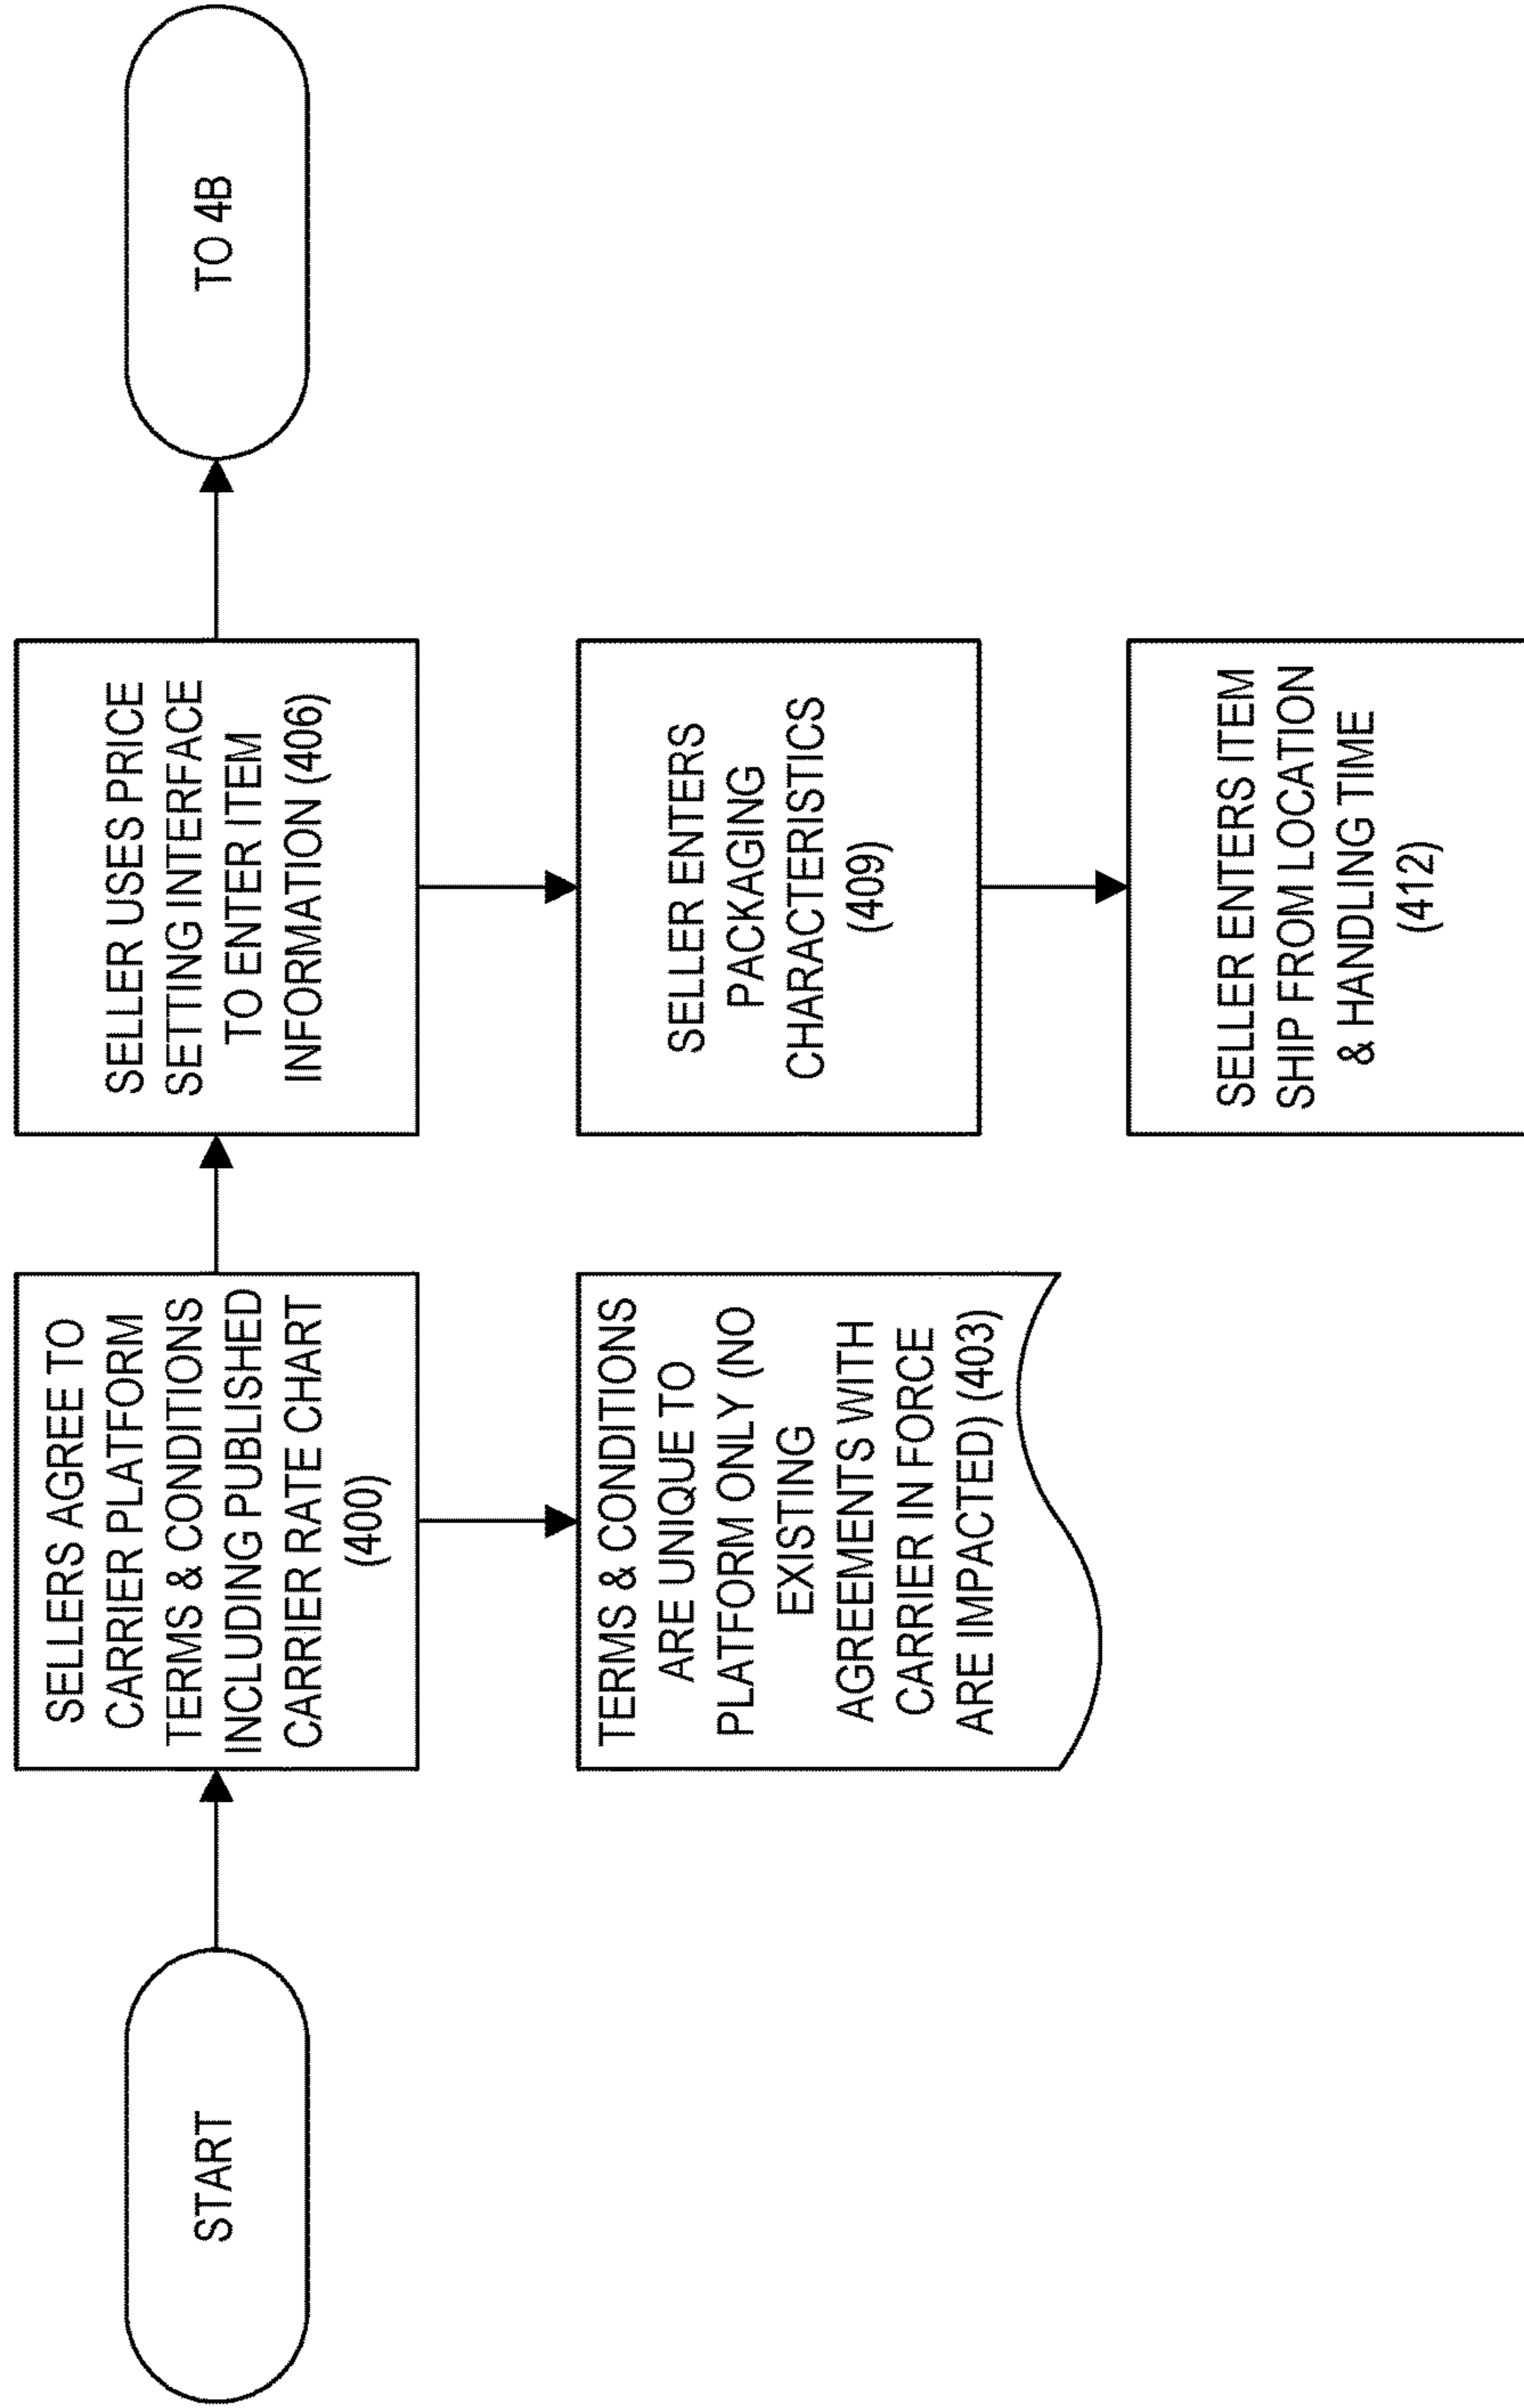 START
SELLERS AGREE TO
CARRIER PLATFORM
TERMS & CONDITIONS
INCLUDING PUBLISHED
CARRIER RATE CHART
(400)
TERMS & CONDITIONS
ARE UNIQUE TO
PLATFORM ONLY (NO
EXISTING
AGREEMENTS WITH
CARRIER IN FORCE
ARE IMPACTED) (403)
SELLER USES PRICE
SETTING INTERFACE
TO ENTER ITEM
INFORMATION (406)
SELLER ENTERS
PACKAGING
CHARACTERISTICS
(409)
SELLER ENTERS ITEM
SHIP FROM LOCATION
& HANDLING TIME
(412)
TO 4B